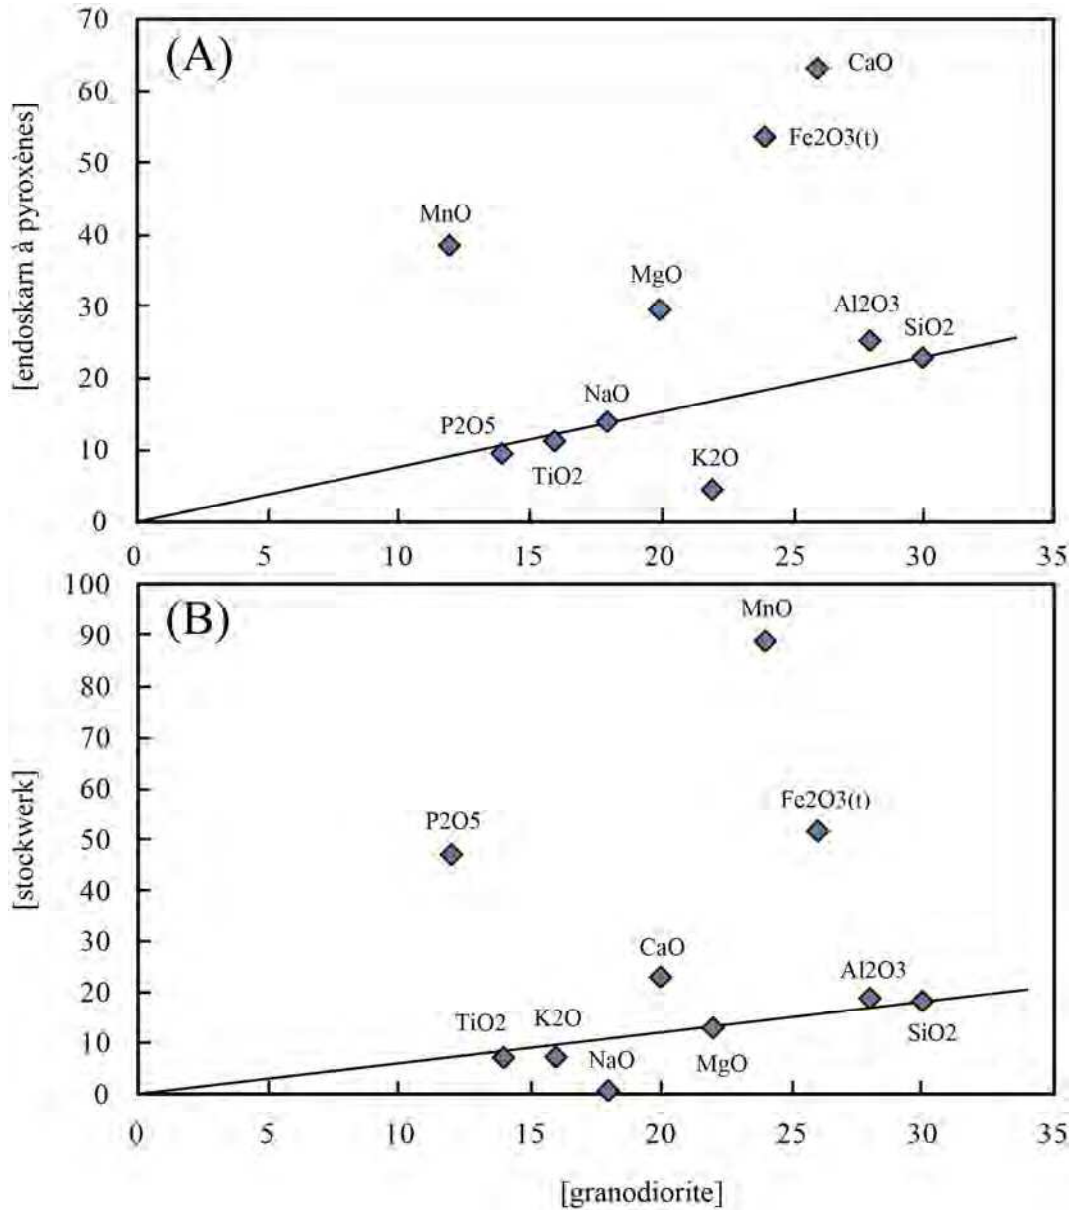 70
(A)
CaO
60
Fe2O3(t)
50
MnO
40
MgO
Al2O3
30
SiO2
20
NaO
P2O5
10
TiO2
K2O
0
[endoskarn à pyroxènes]
0 5 10 15 20 25 30 35
100
(B)
MnO
90
80
70
60
Fe2O3(t)
P2O5
50
40
30
CaO
Al2O3
20
TiO2
K2O
SiO2
10
NaO
MgO
0
[stockwerk]
0 5 10 15 20 25 30 35
[granodiorite]